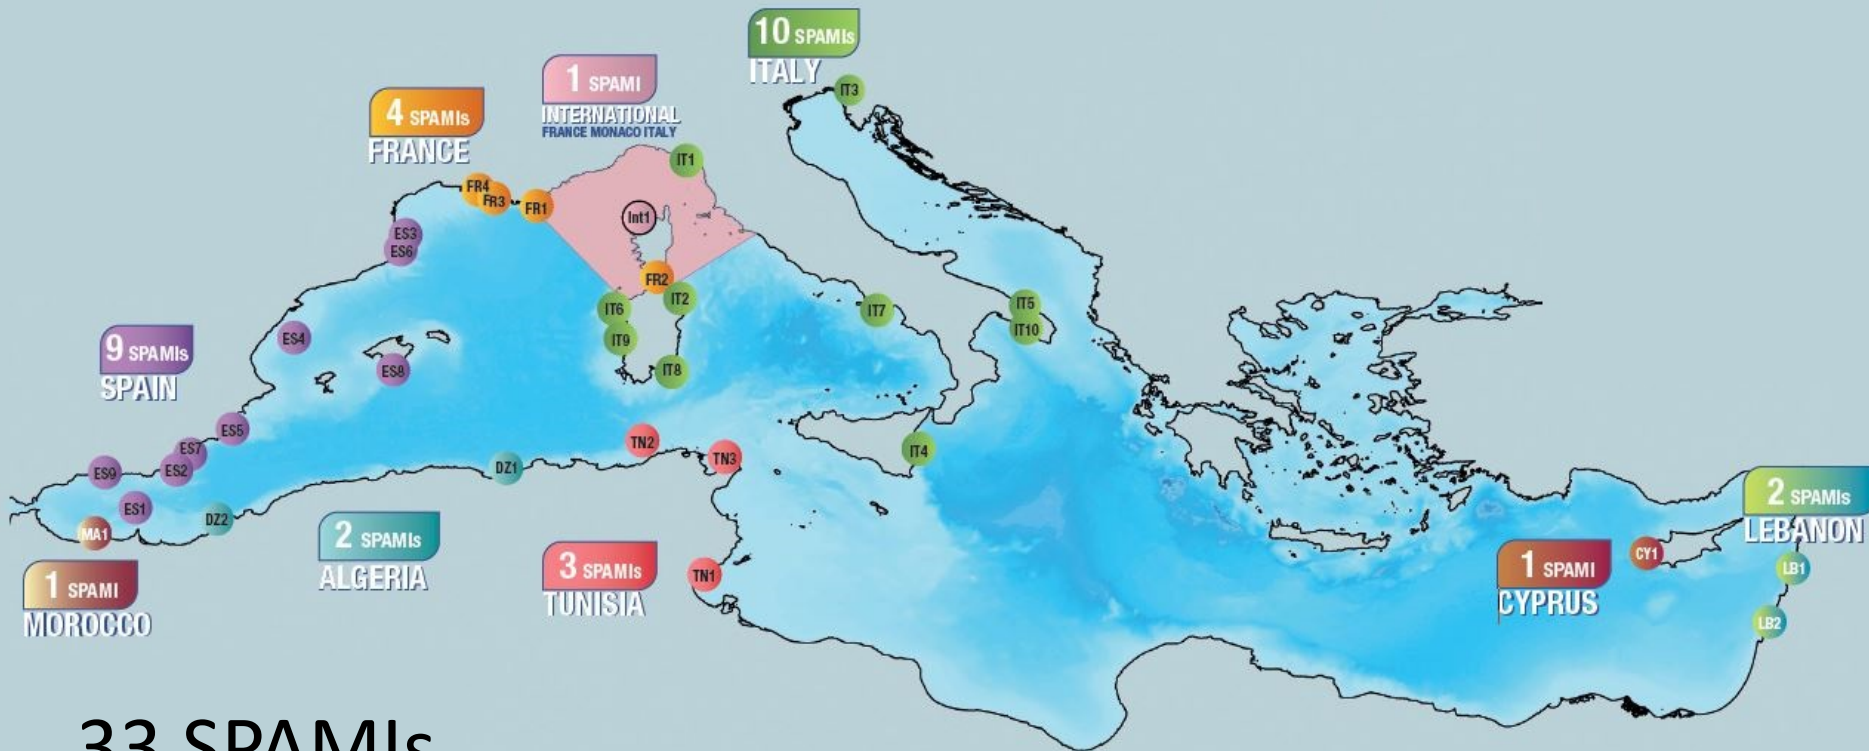 10 SPAMIs
ITALY
1 SPAMI
INTERNATIONAL
FRANCE MONACO ITALY
4 SPAMIs
FRANCE
9 SPAMIs
SPAIN
IT3
IT1
FR4
FR3
FR1
Int1
ES3
ES6
FR2
IT2
IT6
IT7
IT5
IT10
ES4
IT9
ES8
IT8
ES5
TN2
ES7
IT4
TN3
ES9
ES2
DZ1
ES1
DZ2
MA1
2 SPAMIs
LEBANON
2 SPAMIs
ALGERIA
1 SPAMI
CYPRUS
CY1
LB1
3 SPAMIs
TUNISIA
TN1
1 SPAMI
MOROCCO
LB2
33 SPAMIs